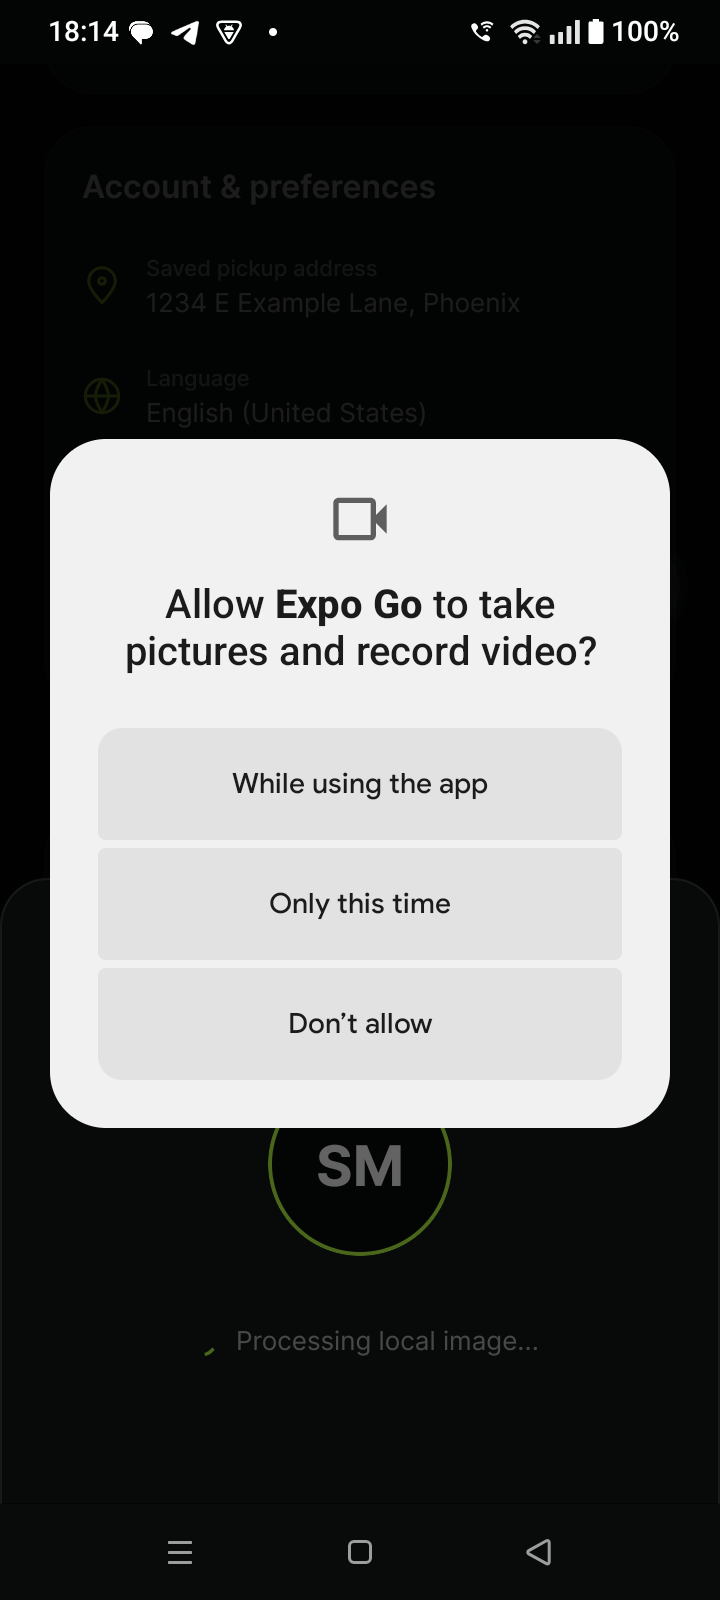 18:14
100%
Account & preferences
Saved pickup address
1234 E Example Lane, Phoenix
Language
English (United States)
Allow Expo Go to take
pictures and record video?
While using the app
Only this time
Don’t allow
SM
Processing local image...